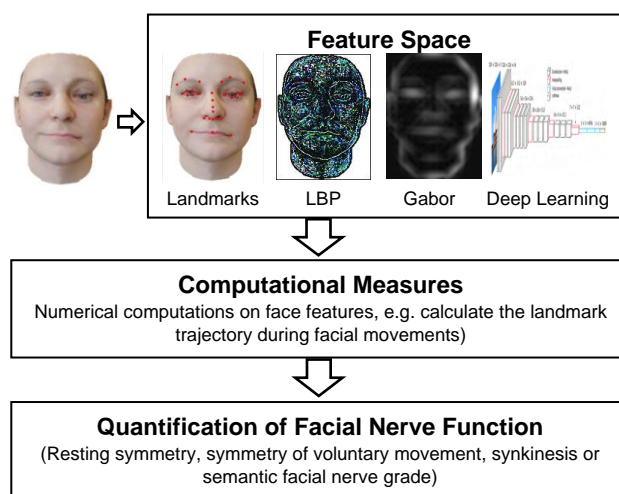 Feature Space
Landmarks LBP Gabor Deep Learning
Computational Measures
Numerical computations on face features, e.g. calculate the landmark
trajectory during facial movements)
Quantification of Facial Nerve Function
(Resting symmetry, symmetry of voluntary movement, synkinesis or
semantic facial nerve grade)